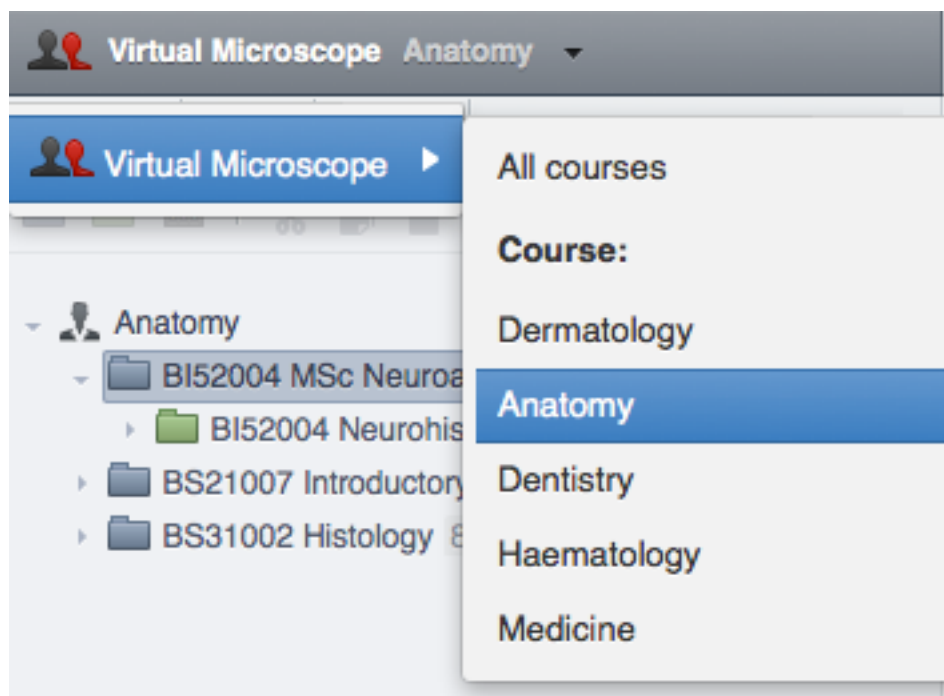 Virtual Microscope Anatomy
Virtual Microscope
All courses
Course:
Dermatology
Anatomy
Dentistry
Haematology
Medicine
Anatomy
BI52004 MSc Neuroa
BI52004 Neurohis
BS21007 Introductory
BS31002 Histology 8